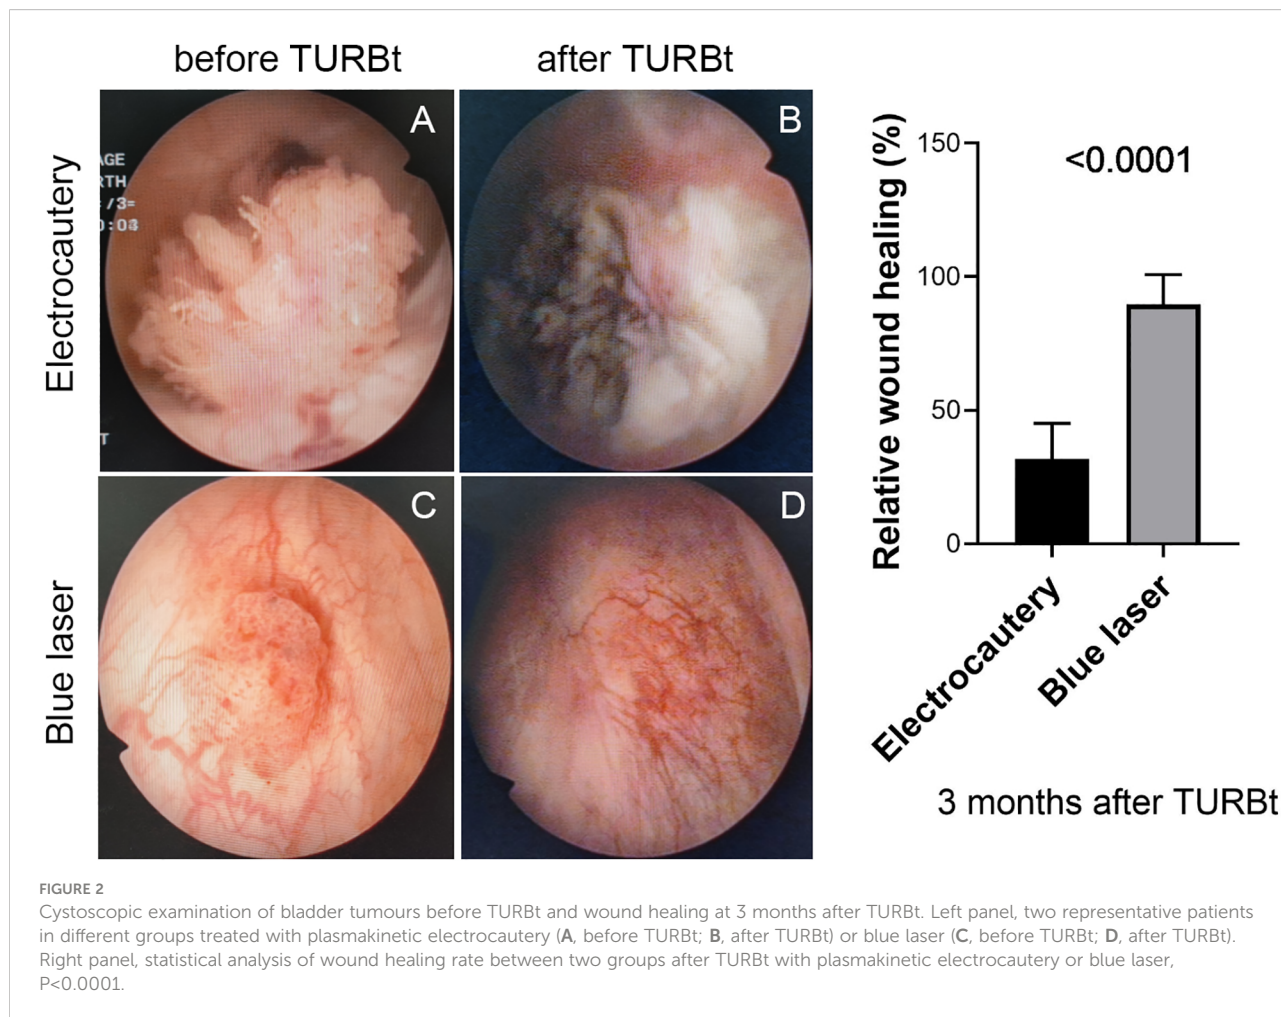 before TURBt
after TURBt
Electrocautery
A
AGE
RTH
/3=
T
B
Blue laser
C
D
Relative wound healing (%)
150
100
50
0
<0.0001
Electrocautery
Blue laser
3 months after TURBt
FIGURE 2
Cystoscopic examination of bladder tumours before TURBt and wound healing at 3 months after TURBt. Left panel, two representative patients
in different groups treated with plasmakinetic electrocautery (A, before TURBt; B, after TURBt) or blue laser (C, before TURBt; D, after TURBt).
Right panel, statistical analysis of wound healing rate between two groups after TURBt with plasmakinetic electrocautery or blue laser,
P<0.0001.